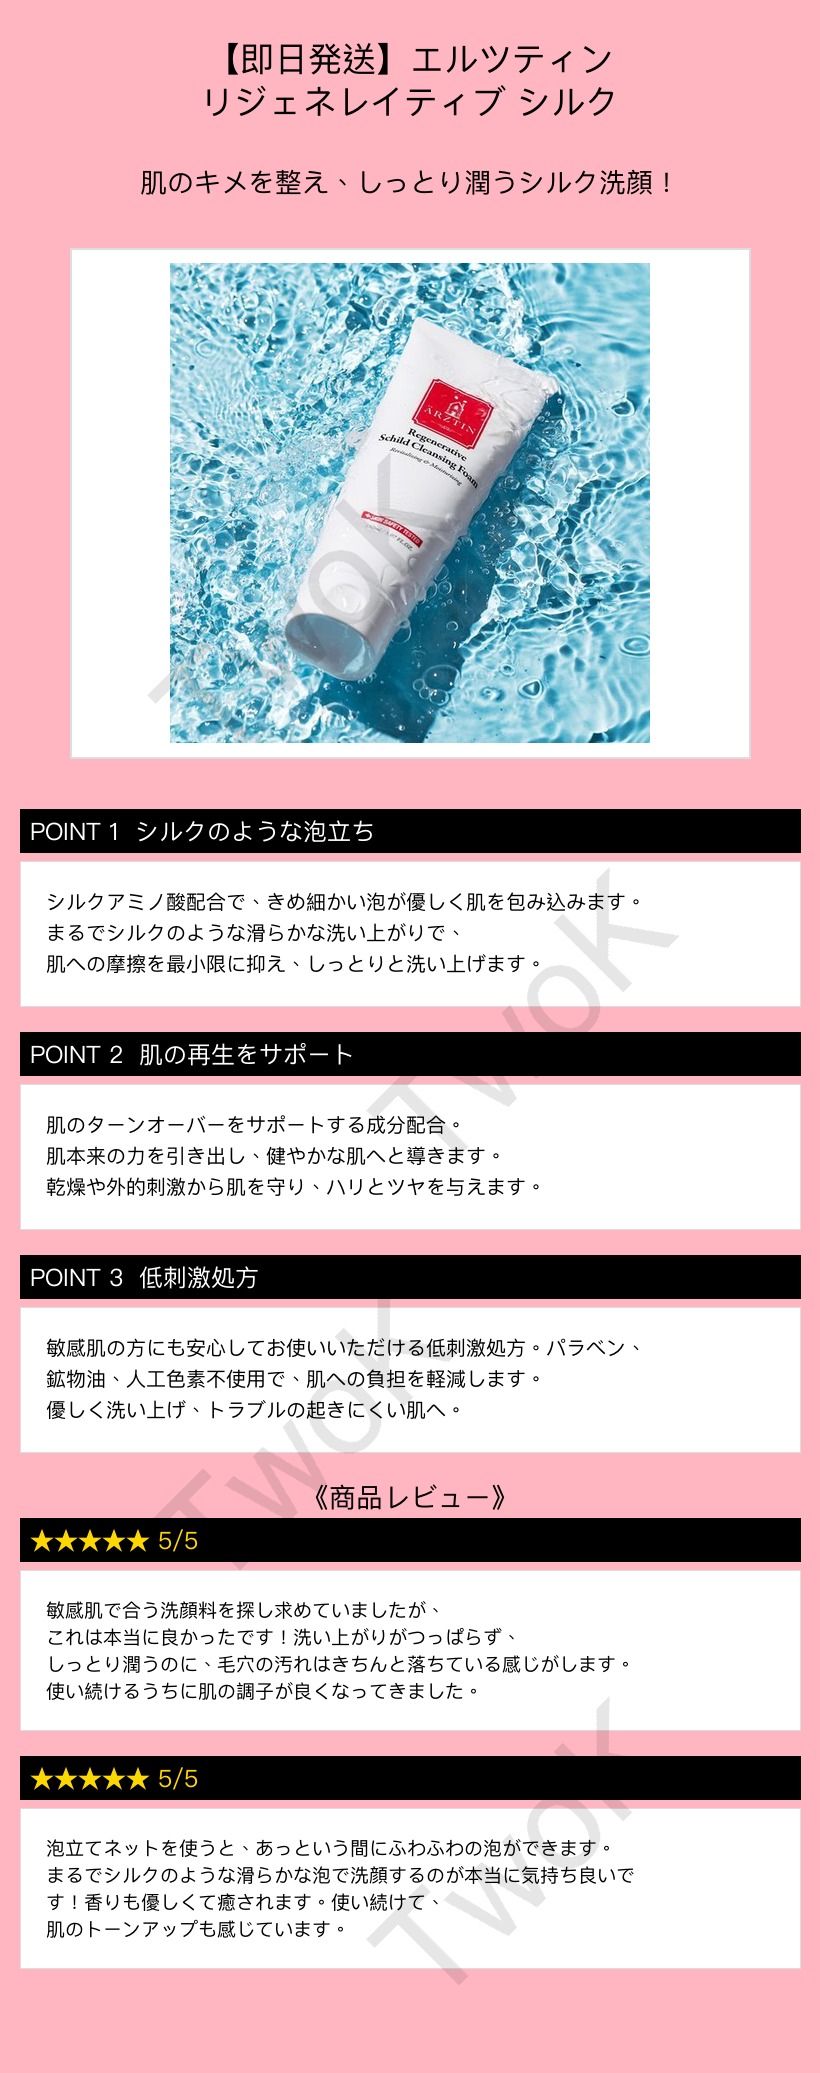 【即日発送】エルツティン
リジェネレイティブ シルク
肌のキメを整え、しっとり潤うシルク洗顔！
ÄRZTIN
Regenerative
Schild Cleansing Foam
Revitalizing & Moisturizing
SKIN SAFETY TESTED
TwoK
POINT 1 シルクのような泡立ち
シルクアミノ酸配合で、きめ細かい泡が優しく肌を包み込みます。
まるでシルクのような滑らかな洗い上がりで、
肌への摩擦を最小限に抑え、しっとりと洗い上げます。
TwoK
POINT 2 肌の再生をサポート
肌のターンオーバーをサポートする成分配合。
肌本来の力を引き出し、健やかな肌へと導きます。
乾燥や外的刺激から肌を守り、ハリとツヤを与えます。
POINT 3 低刺激処方
敏感肌の方にも安心してお使いいただける低刺激処方。パラベン、
鉱物油、人工色素不使用で、肌への負担を軽減します。
優しく洗い上げ、トラブルの起きにくい肌へ。
TwoK
《商品レビュー》
★★★★★ 5/5
敏感肌で合う洗顔料を探し求めていましたが、
これは本当に良かったです！洗い上がりがつっぱらず、
しっとり潤うのに、毛穴の汚れはきちんと落ちている感じがします。
使い続けるうちに肌の調子が良くなってきました。
★★★★★ 5/5
泡立てネットを使うと、あっという間にふわふわの泡ができます。
まるでシルクのような滑らかな泡で洗顔するのが本当に気持ち良いで
す！香りも優しくて癒されます。使い続けて、
肌のトーンアップも感じています。
TwoK